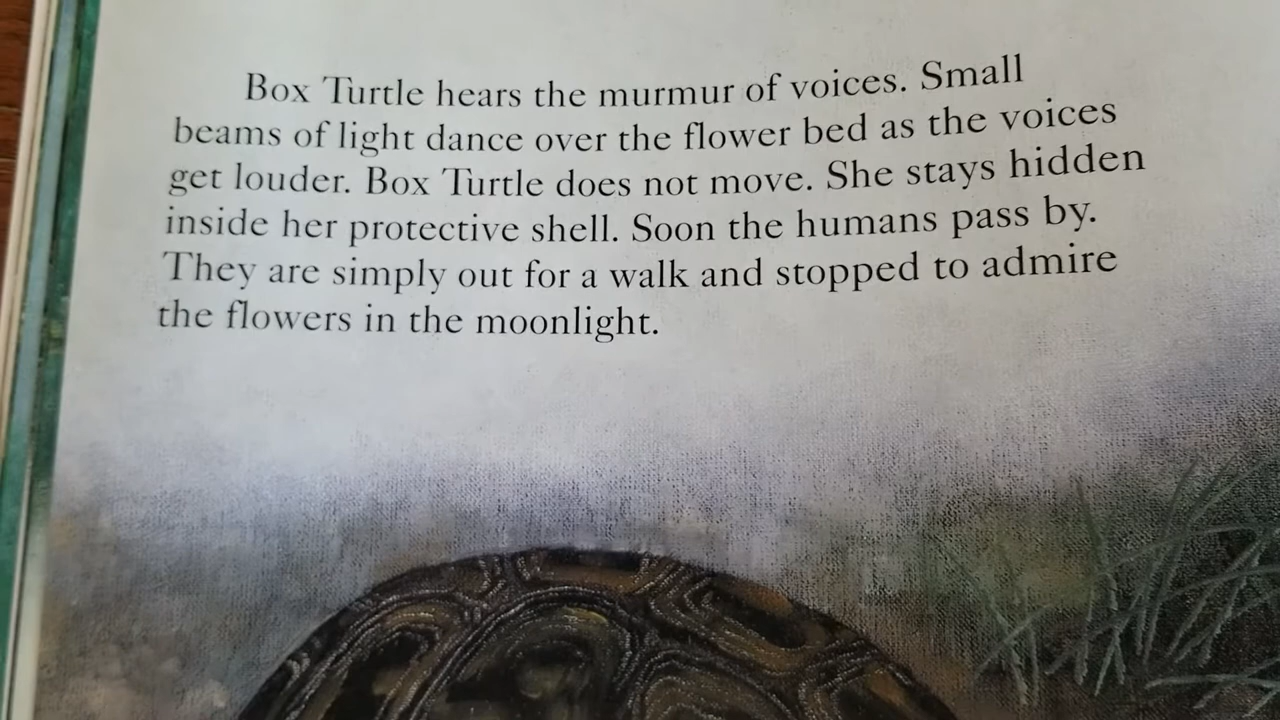 Box Turtle hears the murmur of voices. Small
beams of light dance over the flower bed as the voices
get louder. Box Turtle does not move. She stays hidden
inside her protective shell. Soon the humans pass by.
They are simply out for a walk and stopped to admire
the flowers in the moonlight.